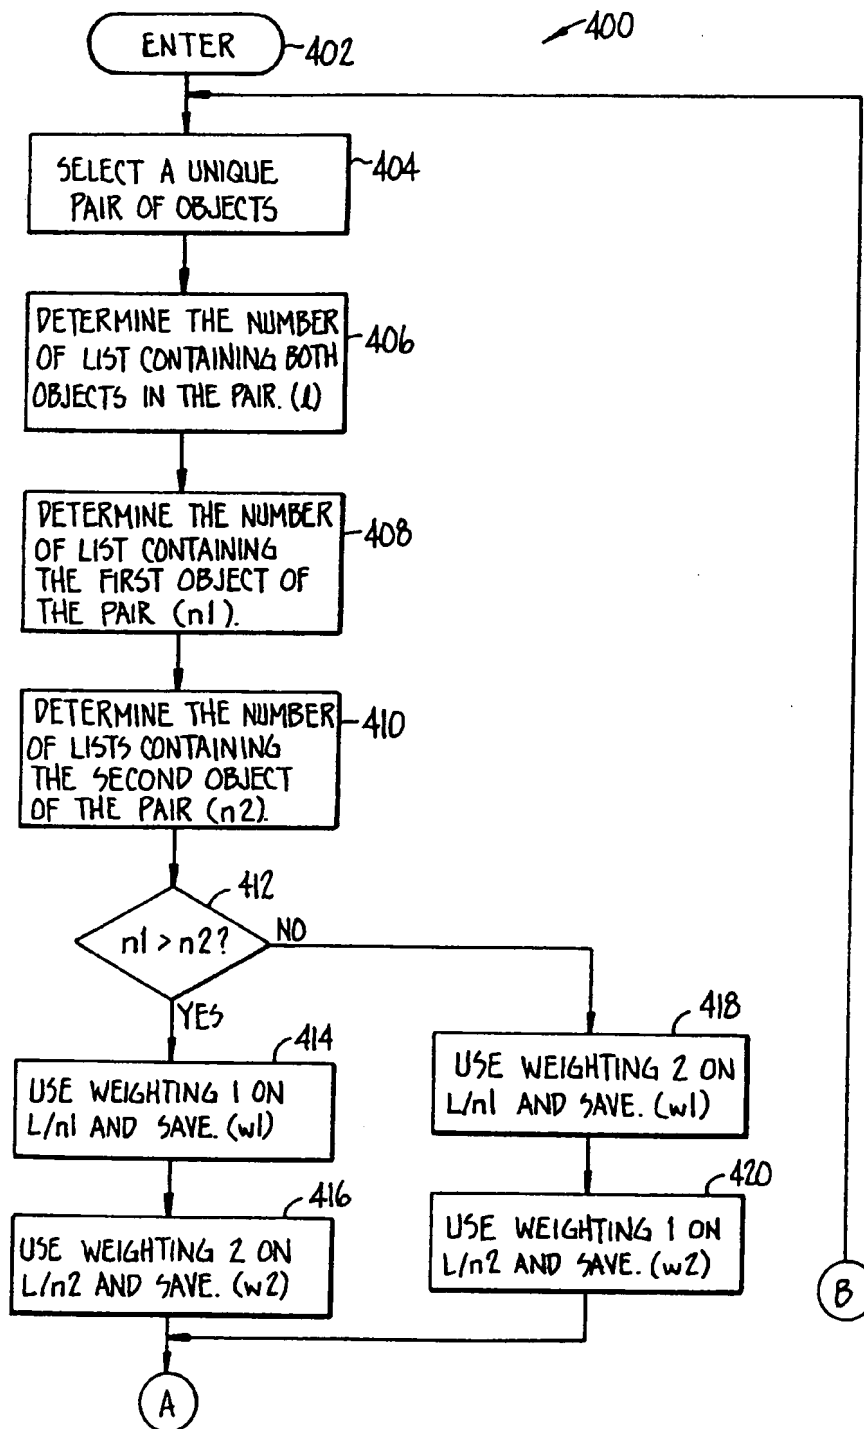 ENTER
402
400
SELECT A UNIQUE
PAIR OF OBJECTS
404
DETERMINE THE NUMBER
OF LIST CONTAINING BOTH
OBJECTS IN THE PAIR. (l)
406
DETERMINE THE NUMBER
OF LIST CONTAINING
THE FIRST OBJECT OF
THE PAIR (n1).
408
DETERMINE THE NUMBER
OF LISTS CONTAINING
THE SECOND OBJECT
OF THE PAIR (n2).
410
412
n1 > n2?
NO
YES
414
USE WEIGHTING 1 ON
L/n1 AND SAVE. (w1)
418
USE WEIGHTING 2 ON
L/n1 AND SAVE. (w1)
416
USE WEIGHTING 2 ON
L/n2 AND SAVE. (w2)
420
USE WEIGHTING 1 ON
L/n2 AND SAVE. (w2)
B
A